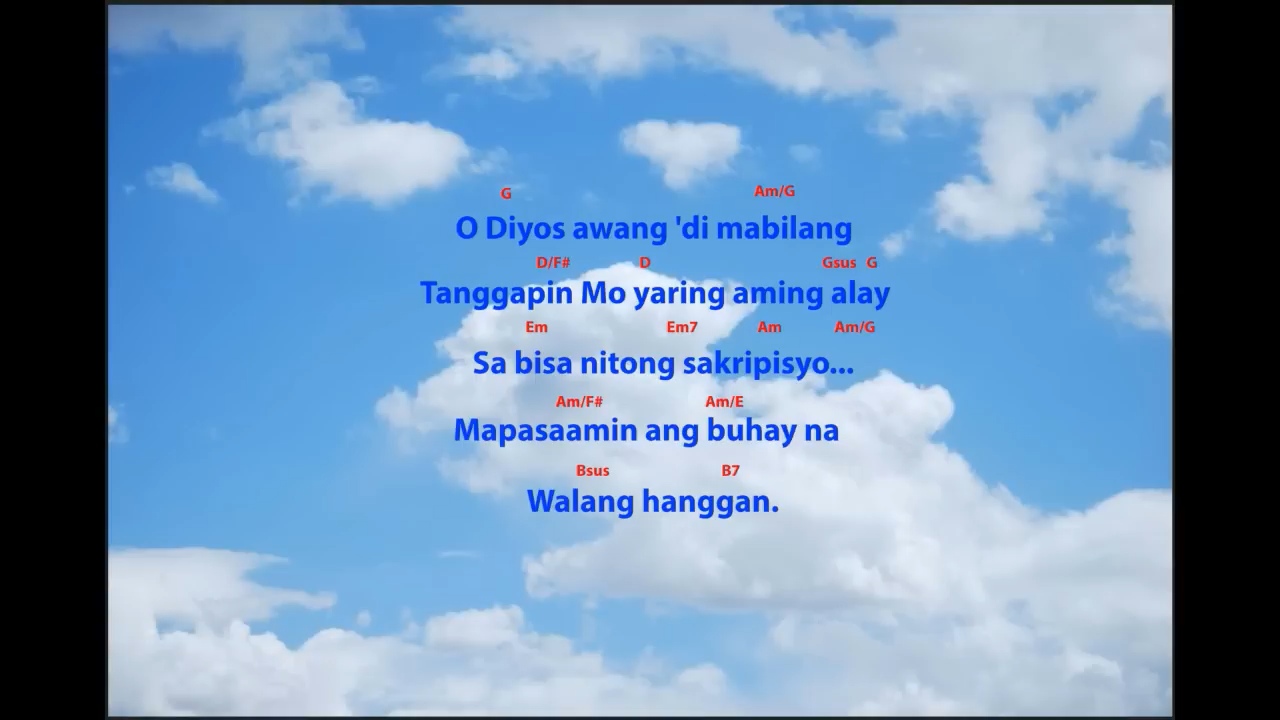 G Am/G
O Diyos awang 'di mabilang
D/F# D Gsus G
Tanggapin Mo yaring aming alay
Em Em7 Am Am/G
Sa bisa nitong sakripisyo...
Am/F# Am/E
Mapasaamin ang buhay na
Bsus B7
Walang hanggan.